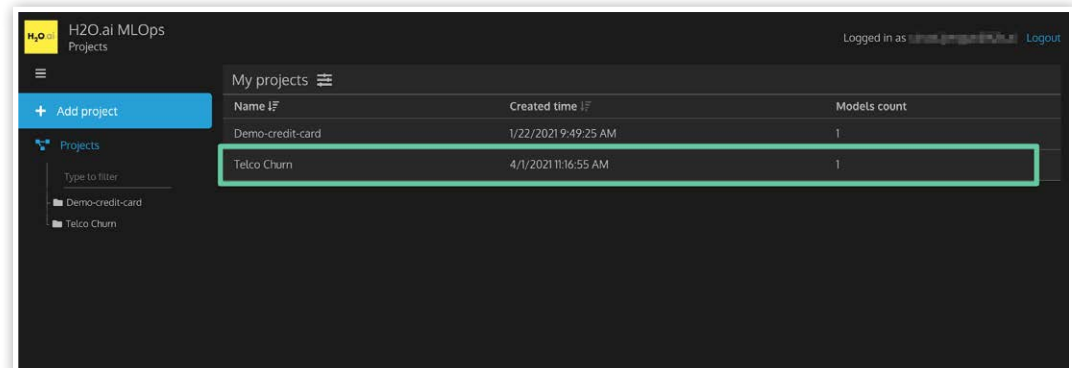 H2O.ai
H2O.ai MLOps
Projects
Logged in as
Logout
My projects
+ Add project
Name
Created time
Models count
Demo-credit-card
1/22/2021 9:49:25 AM
1
Projects
Telco Churn
4/1/2021 11:16:55 AM
1
Type to filter
Demo-credit-card
Telco Churn